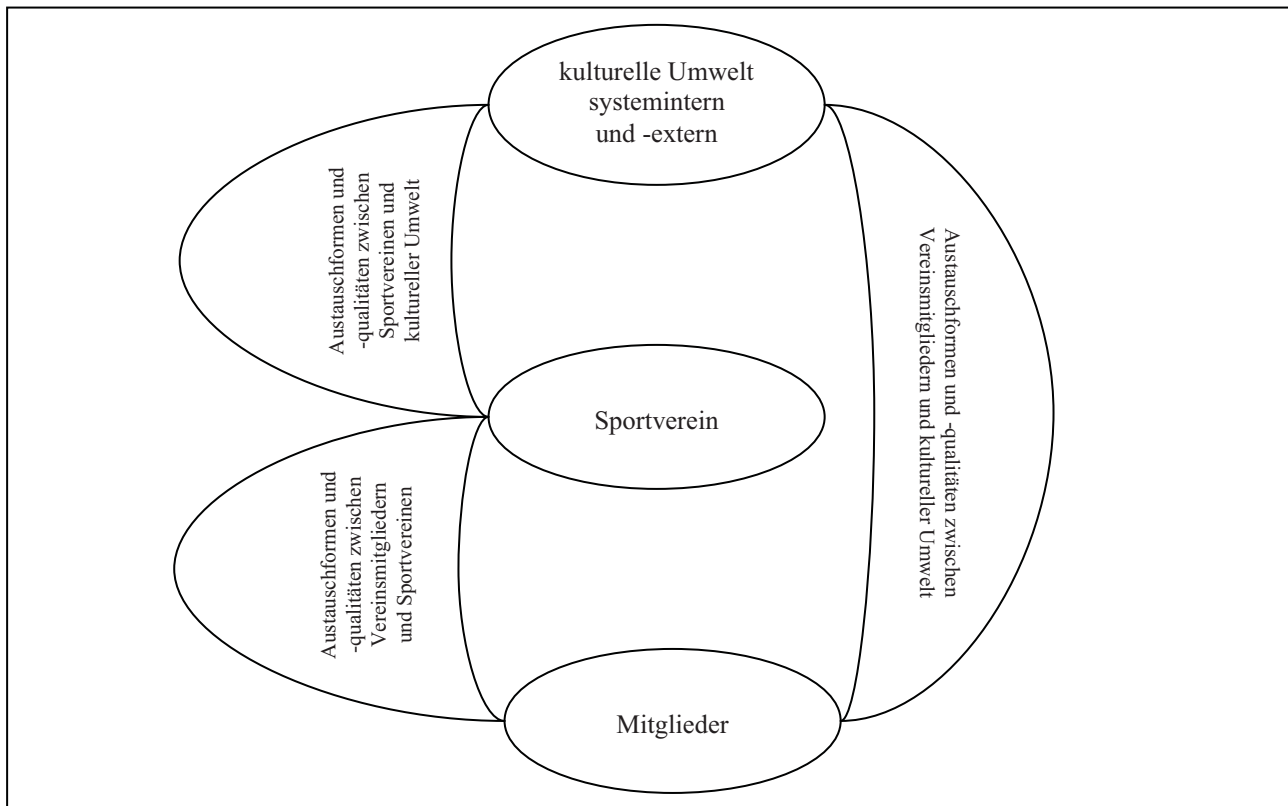 kulturelle Umwelt
systemintern
und -extern
Austauschformen und
-qualitäten zwischen
Sportvereinen und
kultureller Umwelt
Austauschformen und -qualitäten zwischen
Vereinsmitgliedern und kultureller Umwelt
Sportverein
Austauschformen und
-qualitäten zwischen
Vereinsmitgliedern
und Sportvereinen
Mitglieder